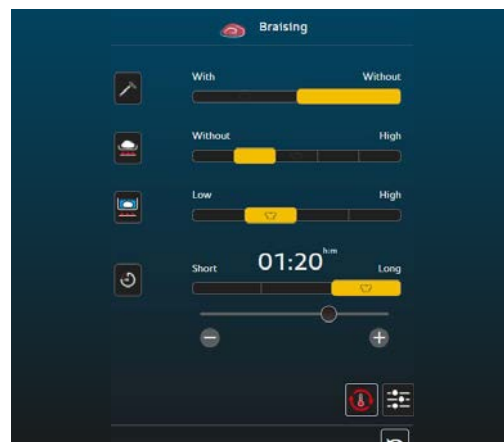 Braising
With Without
Without High
Low High
01:20 h:m
Short Long